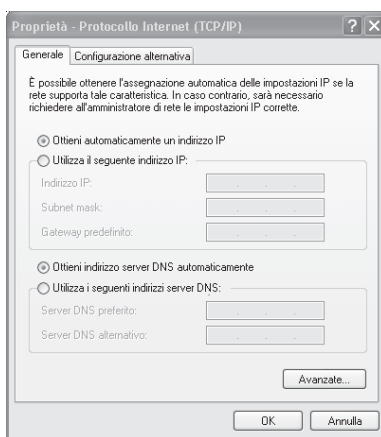 Proprietà - Protocollo Internet (TCP/IP)
Generale
Configurazione alternativa
È possibile ottenere l'assegnazione automatica delle impostazioni IP se la
rete supporta tale caratteristica. In caso contrario, sarà necessario
richiedere all'amministratore di rete le impostazioni IP corrette.
Ottieni automaticamente un indirizzo IP
Utilizza il seguente indirizzo IP:
Indirizzo IP:
Subnet mask:
Gateway predefinito:
Ottieni indirizzo server DNS automaticamente
Utilizza i seguenti indirizzi server DNS:
Server DNS preferito:
Server DNS alternativo:
Avanzate...
OK
Annulla